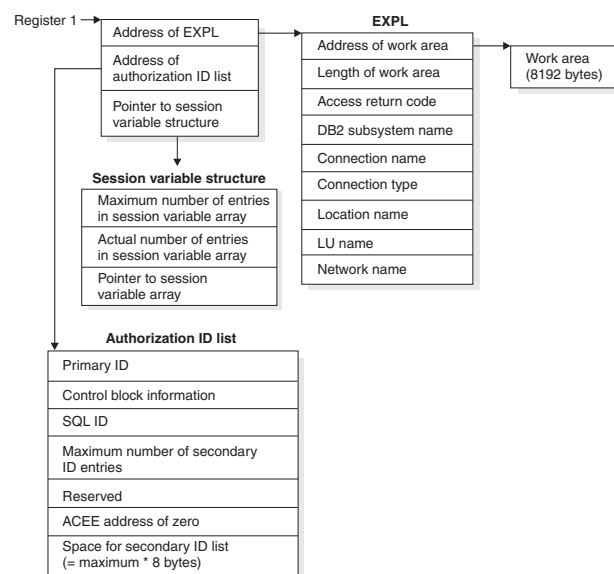 Register 1
Address of EXPL
Address of
authorization ID list
Pointer to session
variable structure
EXPL
Address of work area
Length of work area
Access return code
DB2 subsystem name
Connection name
Connection type
Location name
LU name
Network name
Work area
(8192 bytes)
Session variable structure
Maximum number of entries
in session variable array
Actual number of entries
in session variable array
Pointer to session
variable array
Authorization ID list
Primary ID
Control block information
SQL ID
Maximum number of secondary
ID entries
Reserved
ACEE address of zero
Space for secondary ID list
(= maximum * 8 bytes)